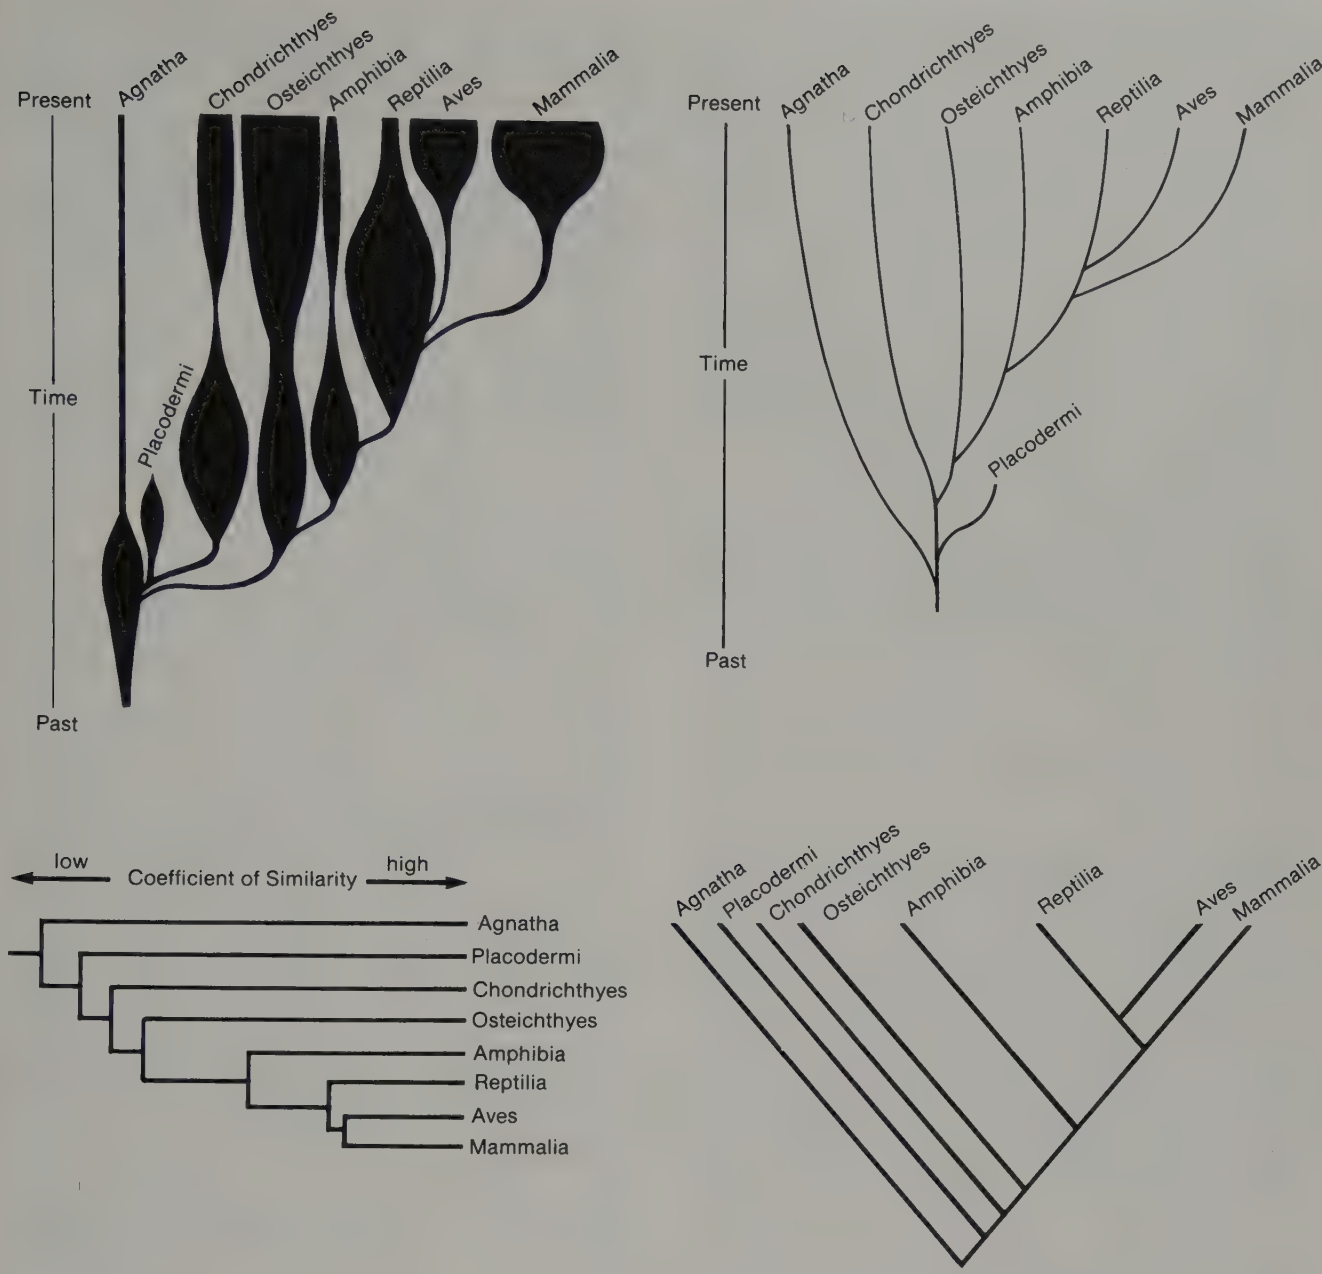 Present
Agnatha
Chondrichthyes
Osteichthyes
Amphibia
Reptilia
Aves
Mammalia
Placodermi
Time
Past
Present
Agnatha
Chondrichthyes
Osteichthyes
Amphibia
Reptilia
Aves
Mammalia
Time
Placodermi
Past
low
Coefficient of Similarity
high
Agnatha
Placodermi
Chondrichthyes
Osteichthyes
Amphibia
Reptilia
Aves
Mammalia
Agnatha
Placodermi
Chondrichthyes
Osteichthyes
Amphibia
Reptilia
Aves
Mammalia